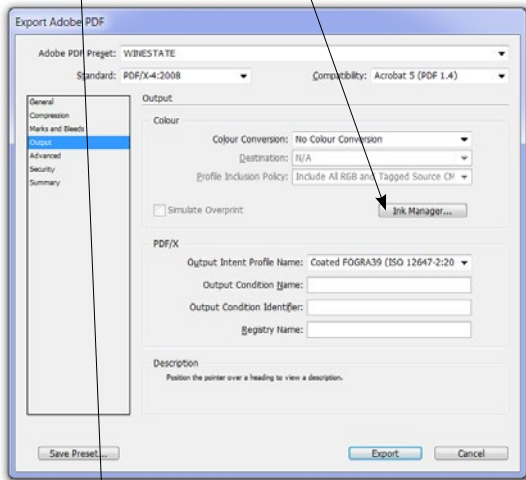 Export Adobe PDF
Adobe PDF Preset: WINESTATE
Standard: PDF/X-4:2008 Compatibility: Acrobat 5 (PDF 1.4)
General
Compression
Marks and Bleeds
Output
Advanced
Security
Summary
Output
Colour
Colour Conversion: No Colour Conversion
Destination: N/A
Profile Inclusion Policy: Include All RGB and Tagged Source CM
Simulate Overprint Ink Manager...
PDF/X
Output Intent Profile Name: Coated FOGRA39 (ISO 12647-2:20
Output Condition Name:
Output Condition Identifier:
Registry Name:
Description
Position the pointer over a heading to view a description.
Save Preset... Export Cancel